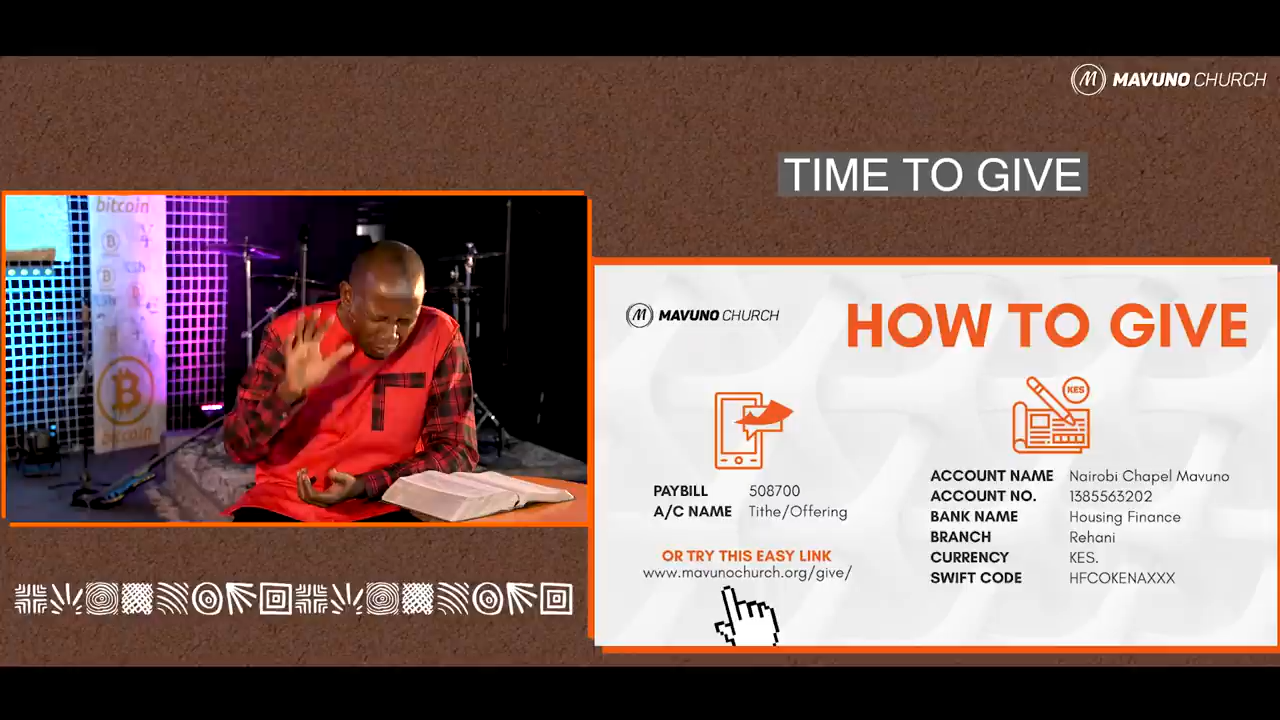 MAVUNO CHURCH
TIME TO GIVE
bitcoin
bitcoin
MAVUNO CHURCH
HOW TO GIVE
KES
PAYBILL 508700
A/C NAME Tithe/Offering
OR TRY THIS EASY LINK
www.mavunochurch.org/give/
ACCOUNT NAME Nairobi Chapel Mavuno
ACCOUNT NO. 1385563202
BANK NAME Housing Finance
BRANCH Rehani
CURRENCY KES.
SWIFT CODE HFCOKENAXXX